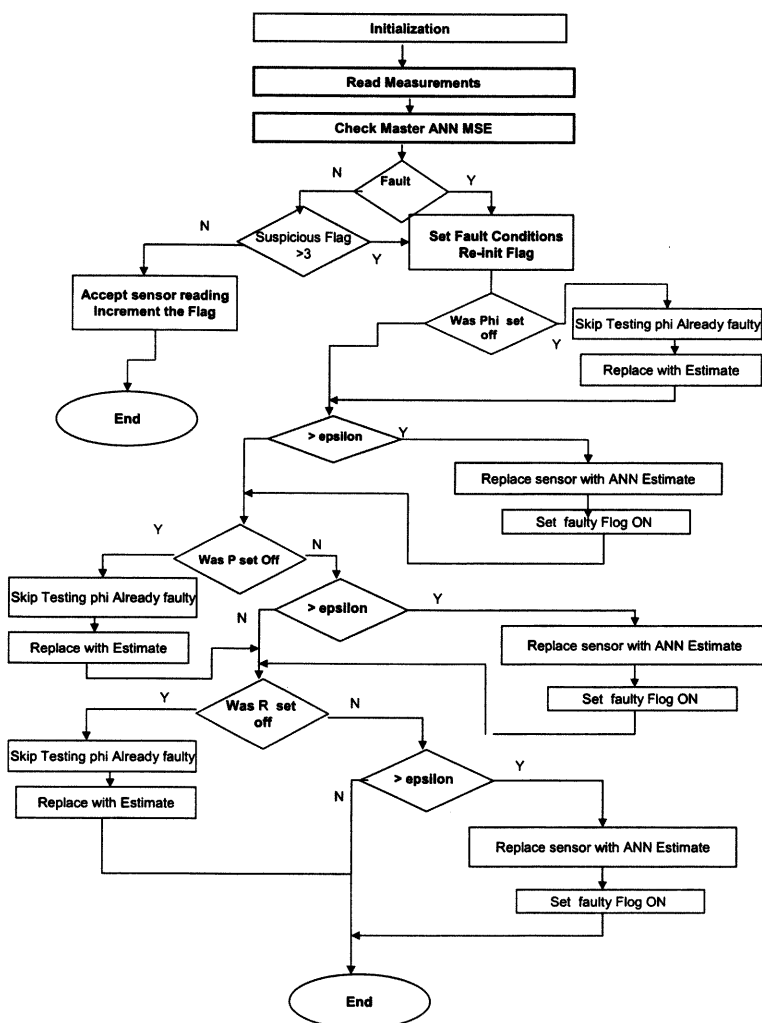 Initialization
Read Measurements
Check Master ANN MSE
N
Fault
Y
N
Suspicious Flag
>3
Y
Set Fault Conditions
Re-init Flag
Accept sensor reading
Increment the Flag
End
Was Phi set
off
Y
Skip Testing phi Already faulty
Replace with Estimate
> epsilon
Y
Replace sensor with ANN Estimate
Set faulty Flog ON
Y
Was P set Off
N
Skip Testing phi Already faulty
Replace with Estimate
> epsilon
N
Y
Replace sensor with ANN Estimate
Set faulty Flog ON
Y
Was R set
off
N
Skip Testing phi Already faulty
Replace with Estimate
> epsilon
N
Y
Replace sensor with ANN Estimate
Set faulty Flog ON
End